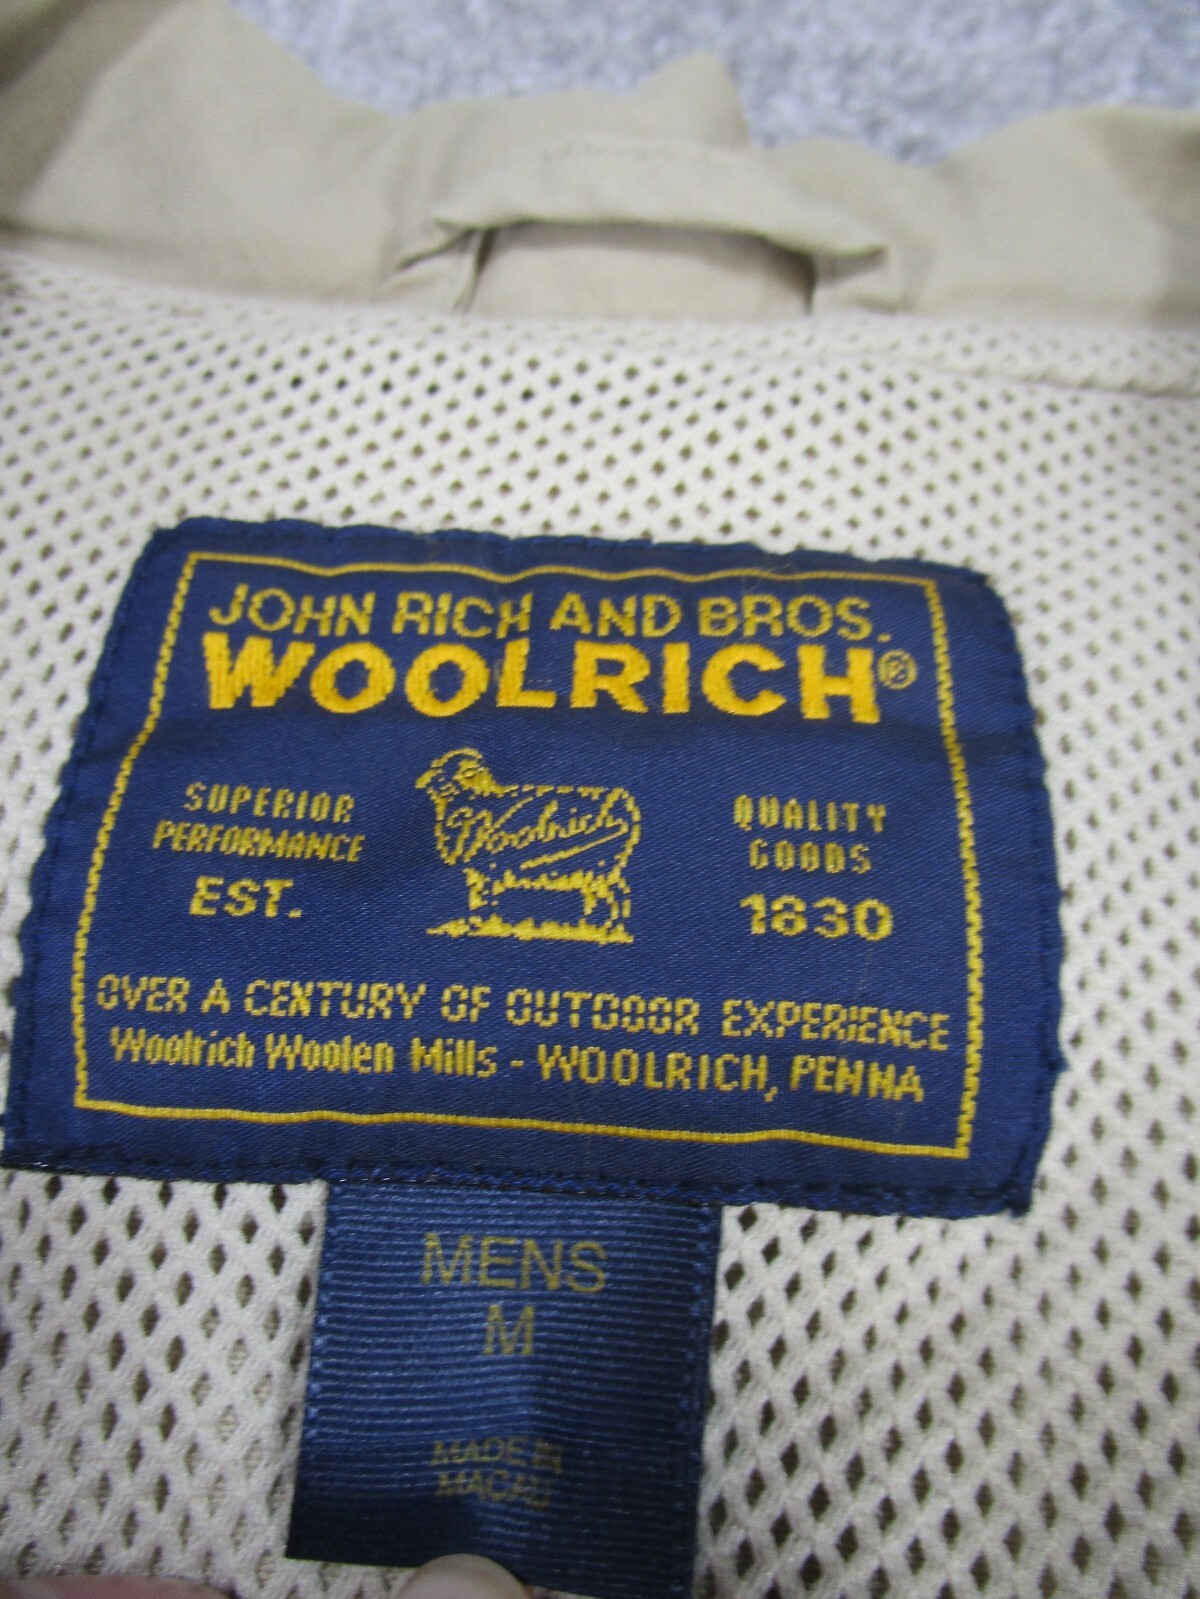 JOHN RICH AND BROS.
WOOLRICH®
SUPERIOR
PERFORMANCE
EST.
Woolrich
QUALITY
GOODS
1830
OVER A CENTURY OF OUTDOOR EXPERIENCE
Woolrich Woolen Mills - WOOLRICH, PENNA
MENS
M
MADE IN
MACAU